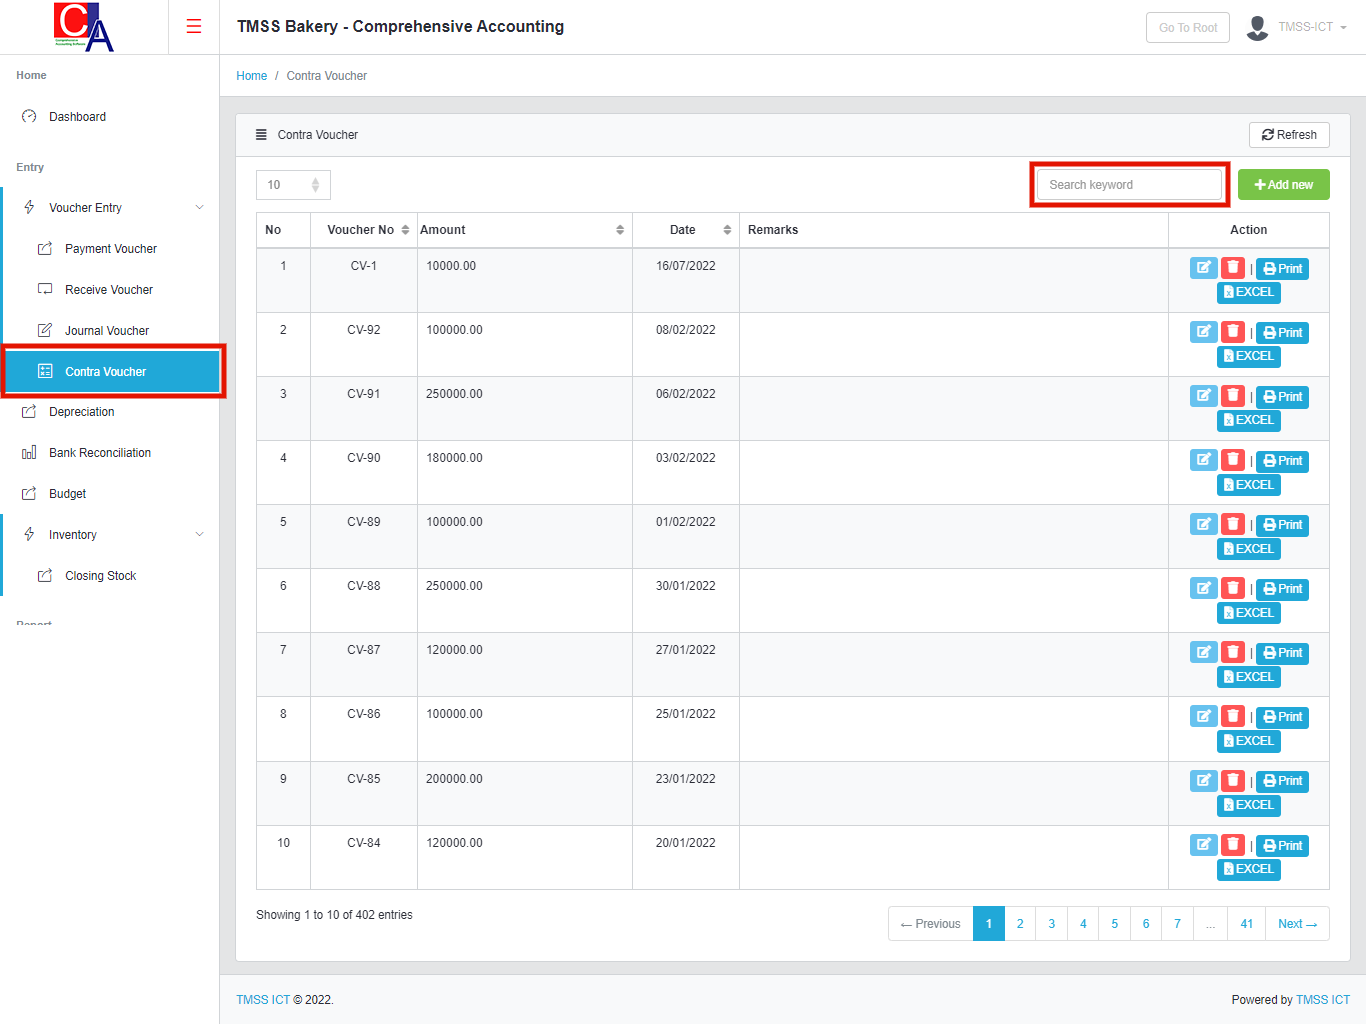 CA
Comprehensive
Accounting Software
TMSS Bakery - Comprehensive Accounting
Go To Root
TMSS-ICT
Home
Dashboard
Entry
Voucher Entry
Payment Voucher
Receive Voucher
Journal Voucher
Contra Voucher
Depreciation
Bank Reconciliation
Budget
Inventory
Closing Stock
Report
Home / Contra Voucher
Contra Voucher
Refresh
10
Search keyword
Add new
No Voucher No Amount Date Remarks Action
1 CV-1 10000.00 16/07/2022 | Print
EXCEL
2 CV-92 100000.00 08/02/2022 | Print
EXCEL
3 CV-91 250000.00 06/02/2022 | Print
EXCEL
4 CV-90 180000.00 03/02/2022 | Print
EXCEL
5 CV-89 100000.00 01/02/2022 | Print
EXCEL
6 CV-88 250000.00 30/01/2022 | Print
EXCEL
7 CV-87 120000.00 27/01/2022 | Print
EXCEL
8 CV-86 100000.00 25/01/2022 | Print
EXCEL
9 CV-85 200000.00 23/01/2022 | Print
EXCEL
10 CV-84 120000.00 20/01/2022 | Print
EXCEL
Showing 1 to 10 of 402 entries
← Previous 1 2 3 4 5 6 7 ... 41 Next →
TMSS ICT © 2022.
Powered by TMSS ICT